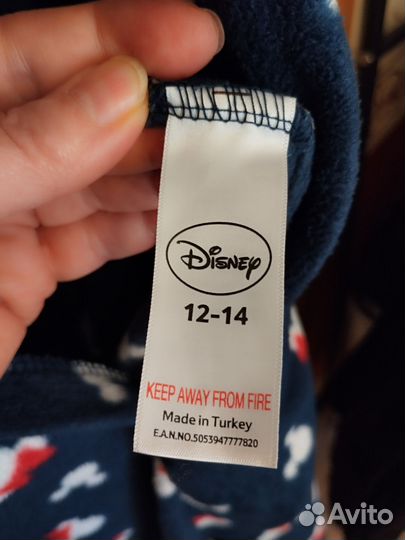 Disney
12-14
KEEP AWAY FROM FIRE
Made in Turkey
E.A.N.NO.5053947777820
Avito